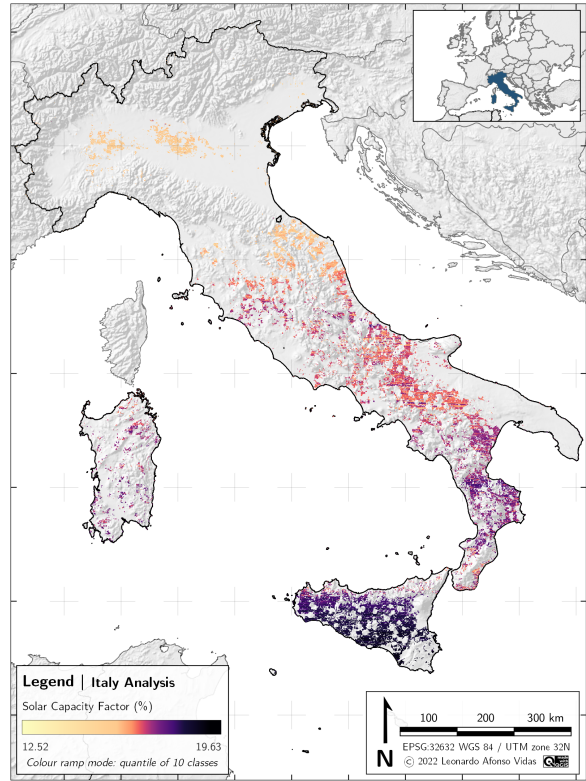 Legend | Italy Analysis
Solar Capacity Factor (%)
12.52 19.63
Colour ramp mode: quantile of 10 classes
N
100 200 300 km
EPSG:32632 WGS 84 / UTM zone 32N
© 2022 Leonardo Afonso Vidas